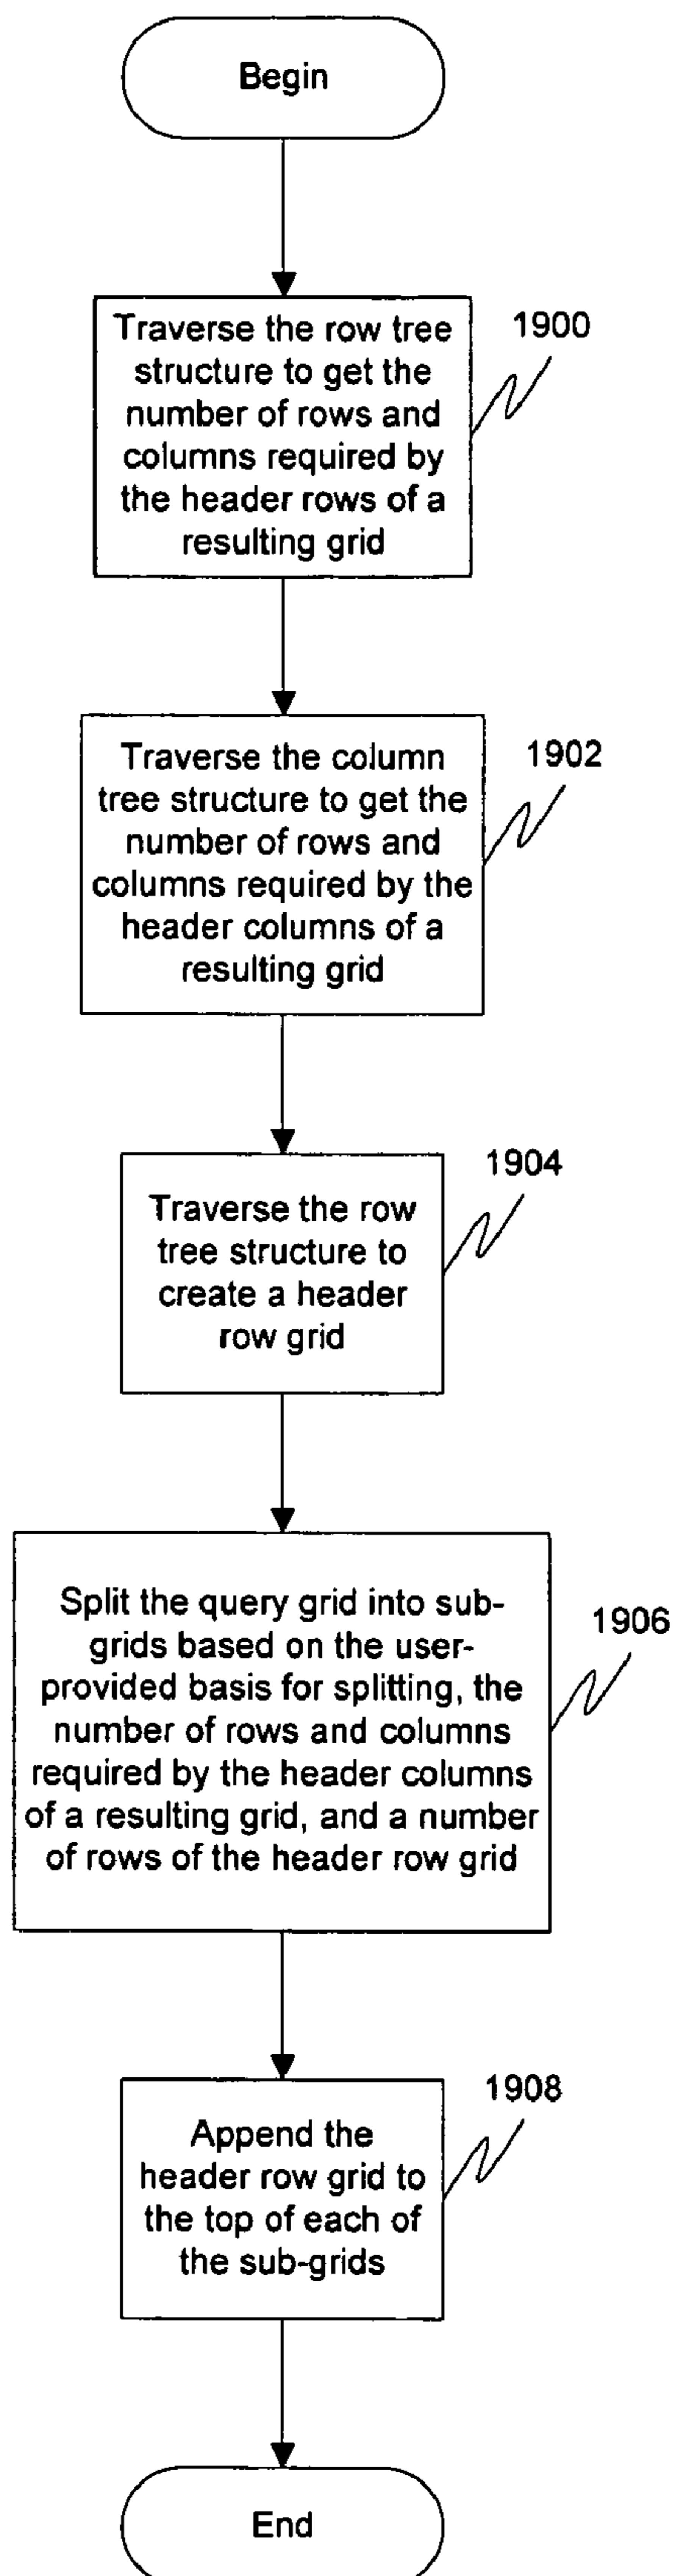 Begin
Traverse the row tree
structure to get the
number of rows and
columns required by
the header rows of a
resulting grid
1900
Traverse the column
tree structure to get the
number of rows and
columns required by the
header columns of a
resulting grid
1902
Traverse the row
tree structure to
create a header
row grid
1904
Split the query grid into sub-
grids based on the user-
provided basis for splitting, the
number of rows and columns
required by the header columns
of a resulting grid, and a number
of rows of the header row grid
1906
Append the
header row grid to
the top of each of
the sub-grids
1908
End